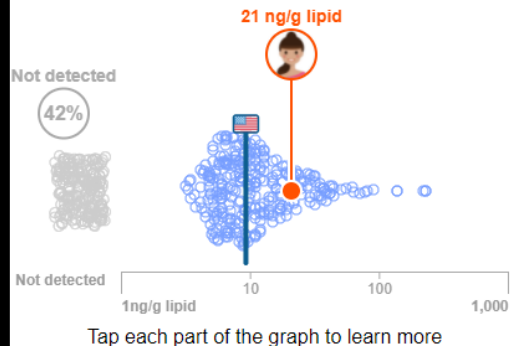 21 ng/g lipid
Not detected
42%
Not detected
10
100
1ng/g lipid
1,000
Tap each part of the graph to learn more